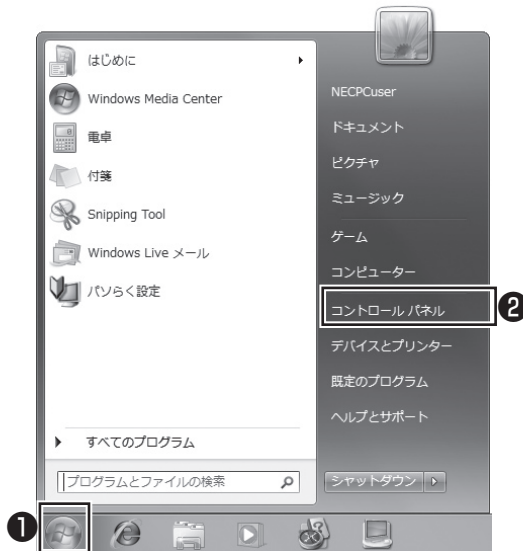 はじめに
Windows Media Center
電卓
付箋
Snipping Tool
Windows Live メール
パソらく設定
すべてのプログラム
プログラムとファイルの検索
NECPCuser
ドキュメント
ピクチャ
ミュージック
ゲーム
コンピューター
コントロール パネル
❷
デバイスとプリンター
既定のプログラム
ヘルプとサポート
シャットダウン
❶